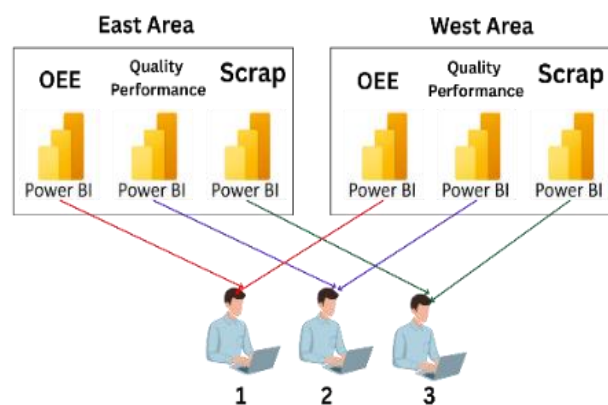 East Area
West Area
OEE
Quality
Performance
Scrap
OEE
Quality
Performance
Scrap
Power BI
Power BI
Power BI
Power BI
Power BI
Power BI
1
2
3